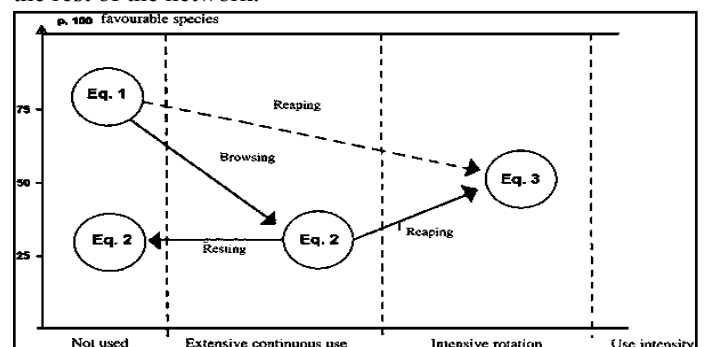 the rest of the network.
p. 100 favourable species
Eq. 1
75
Reaping
Browsing
50
Eq. 3
Eq. 2
Eq. 2
Reaping
Resting
25
Not used
Extensive continuous use
Intensive rotation
Use intensity